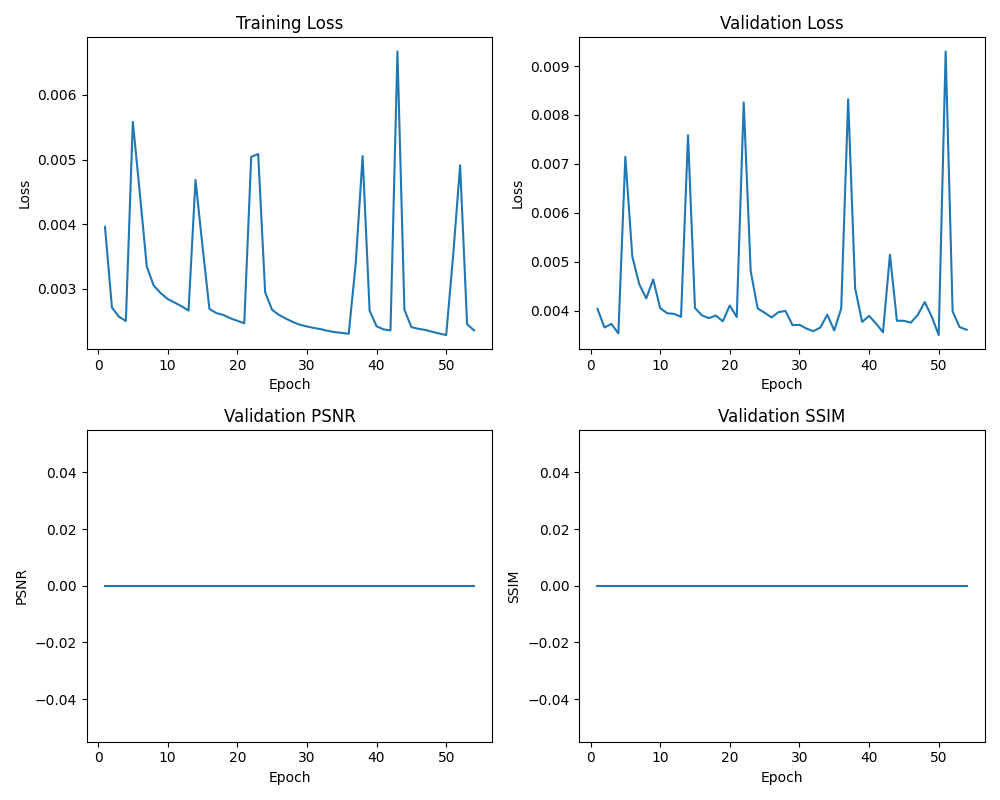 Training Loss
Loss
0.006
0.005
0.004
0.003
0 10 20 30 40 50
Epoch
Validation Loss
Loss
0.009
0.008
0.007
0.006
0.005
0.004
0 10 20 30 40 50
Epoch
Validation PSNR
PSNR
0.04
0.02
0.00
−0.02
−0.04
0 10 20 30 40 50
Epoch
Validation SSIM
SSIM
0.04
0.02
0.00
−0.02
−0.04
0 10 20 30 40 50
Epoch